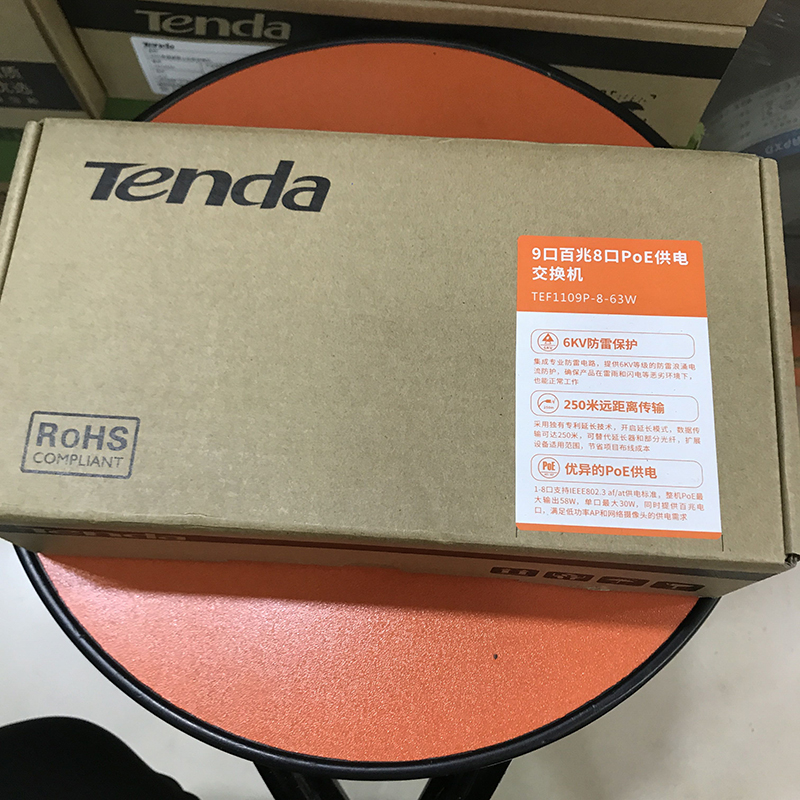 Tenda
Tenda
Tenda
9口百兆8口PoE供电
交换机
TEF1109P-8-63W
6KV防雷保护
集成专业防雷电路，提供6KV等级的防雷浪涌电
流防护，确保产品在雷雨和闪电等恶劣环境下，
也能正常工作
250米远距离传输
采用独有专利延长技术，开启延长模式，数据传
输可达250米，可替代延长器和部分光纤，扩展
设备适用范围，节省项目布线成本
PoE
优异的PoE供电
1-8口支持IEEE802.3 af/at供电标准，整机PoE最
大输出58W，单口最大30W，同时提供百兆电
口，满足低功率AP和网络摄像头的供电需求
RoHS
COMPLIANT
Tenda